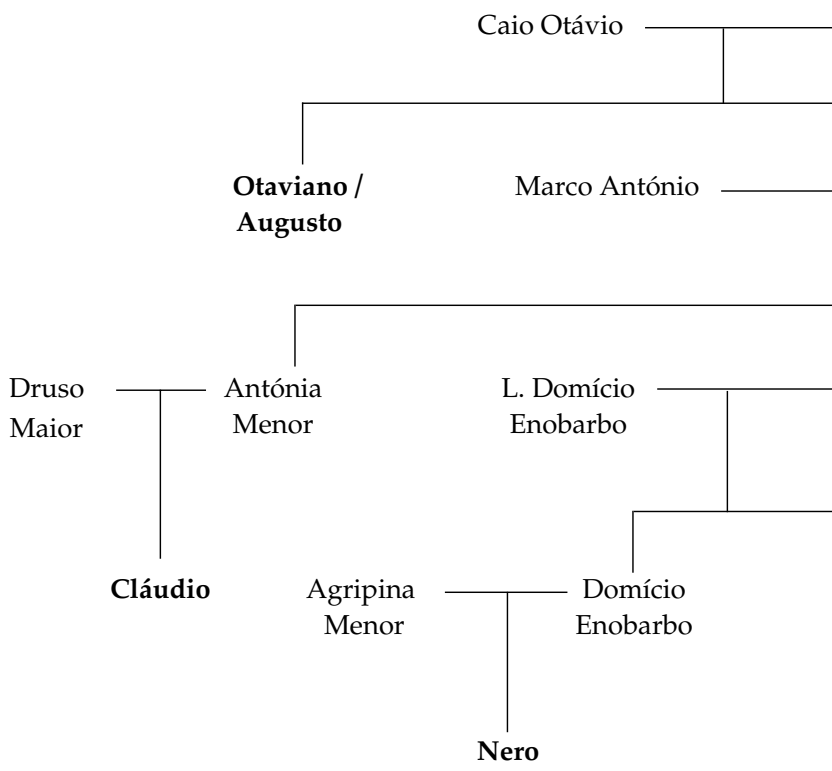 Caio Otávio
Otaviano /
Augusto
Marco António
Druso
Maior
Antónia
Menor
L. Domício
Enobarbo
Cláudio
Agripina
Menor
Domício
Enobarbo
Nero